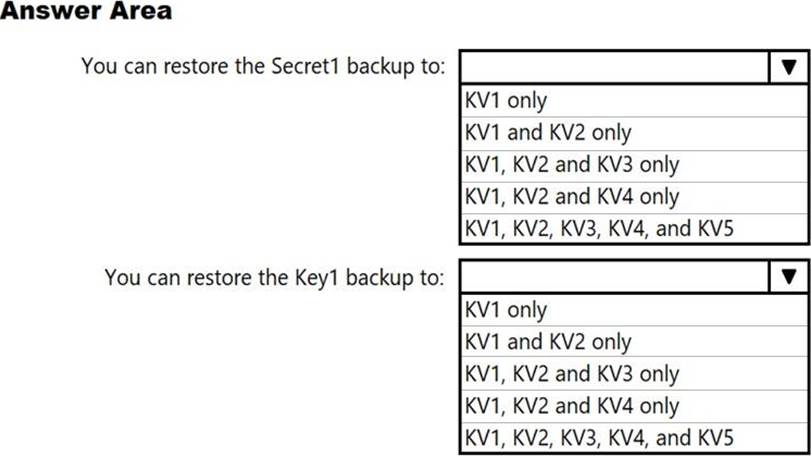 Answer Area
You can restore the Secret1 backup to:
KV1 only
KV1 and KV2 only
KV1, KV2 and KV3 only
KV1, KV2 and KV4 only
KV1, KV2, KV3, KV4, and KV5
You can restore the Key1 backup to:
KV1 only
KV1 and KV2 only
KV1, KV2 and KV3 only
KV1, KV2 and KV4 only
KV1, KV2, KV3, KV4, and KV5